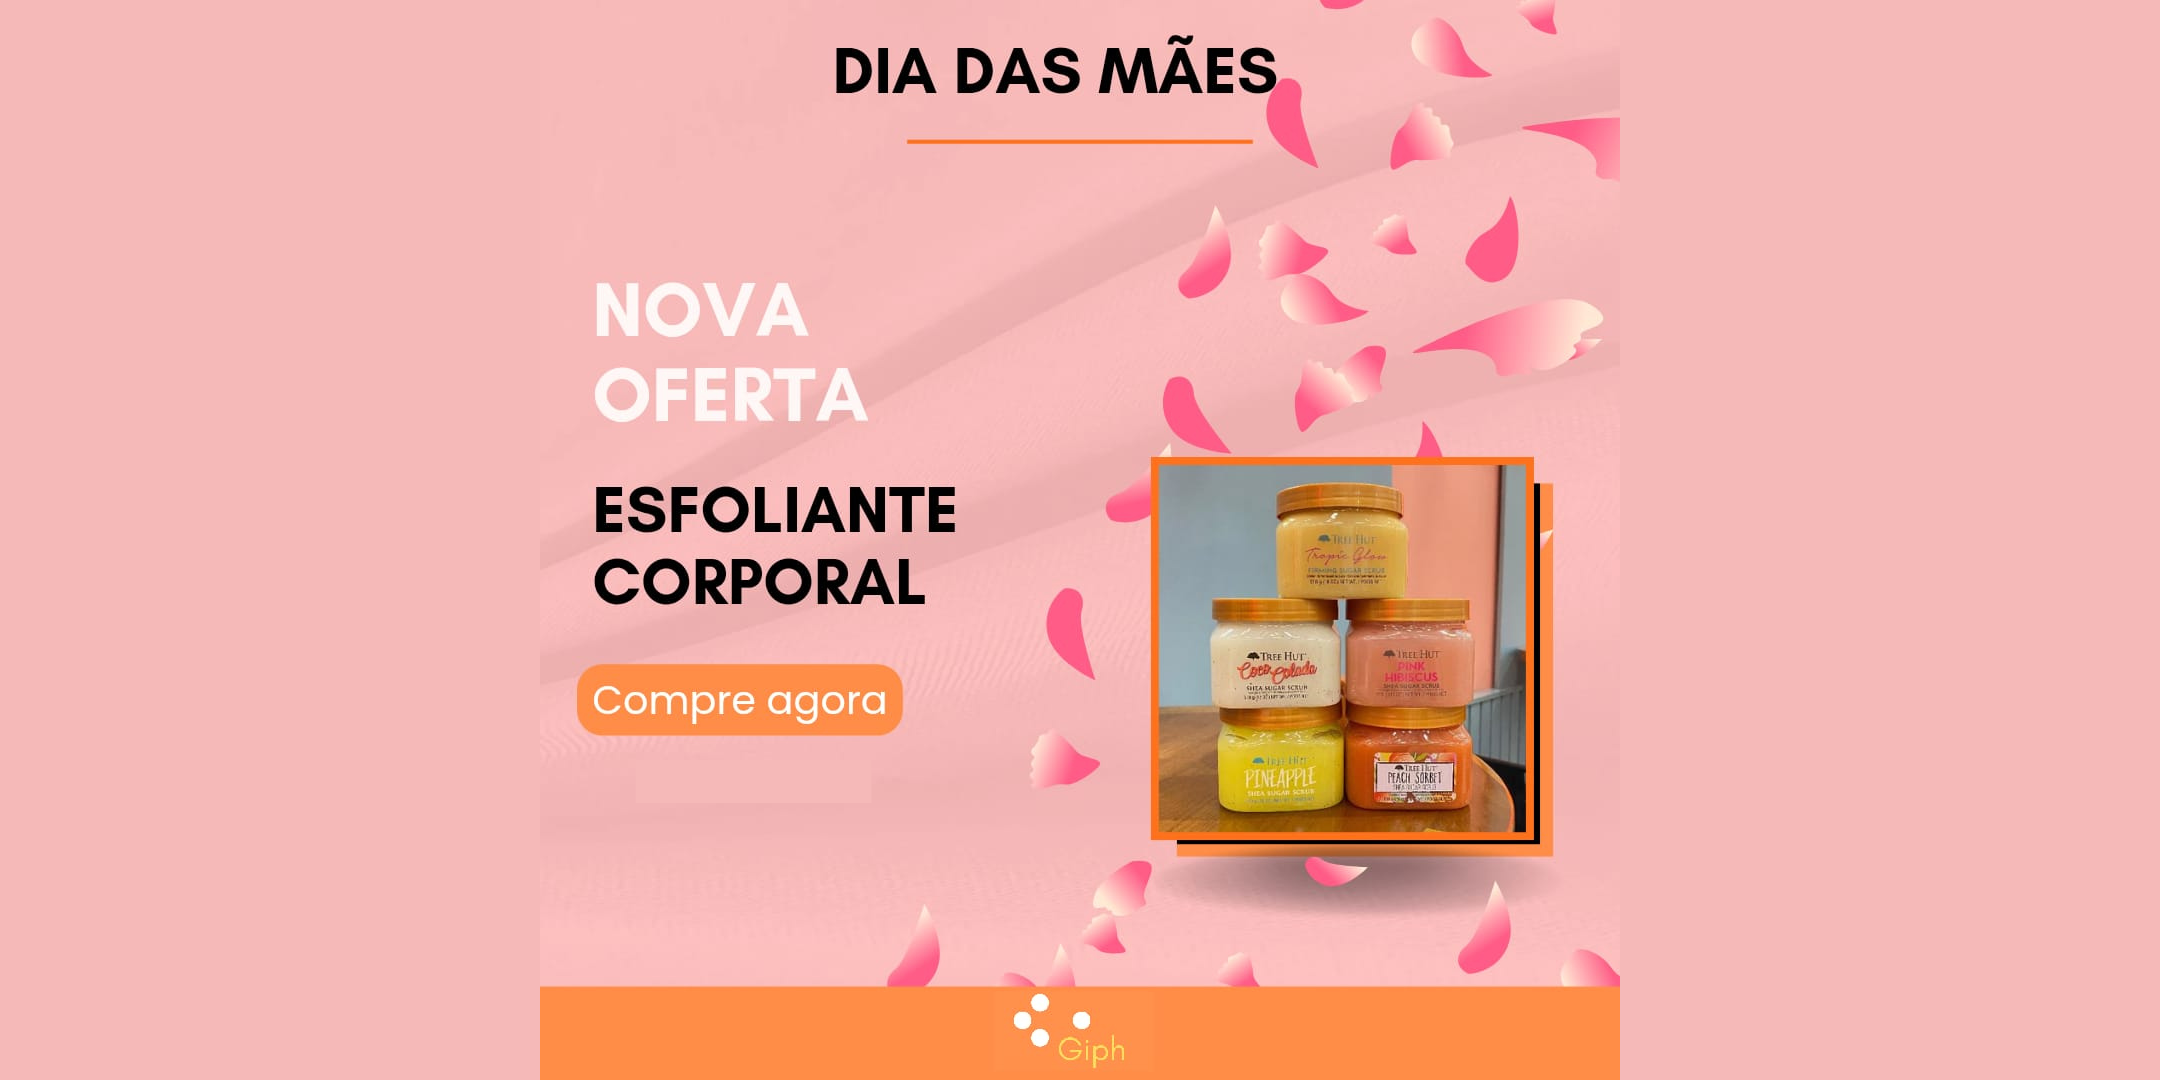 DIA DAS MÃES
NOVA
OFERTA
ESFOLIANTE
CORPORAL
Compre agora
TREE HUT
Tropic Glow
FIRMING SUGAR SCRUB
TREE HUT
Coco Colada
SHEA SUGAR SCRUB
TREE HUT
PINK
HIBISCUS
SHEA SUGAR SCRUB
TREE HUT
PINEAPPLE
SHEA SUGAR SCRUB
TREE HUT
PEACH SORBET
SHEA SUGAR SCRUB
Giph